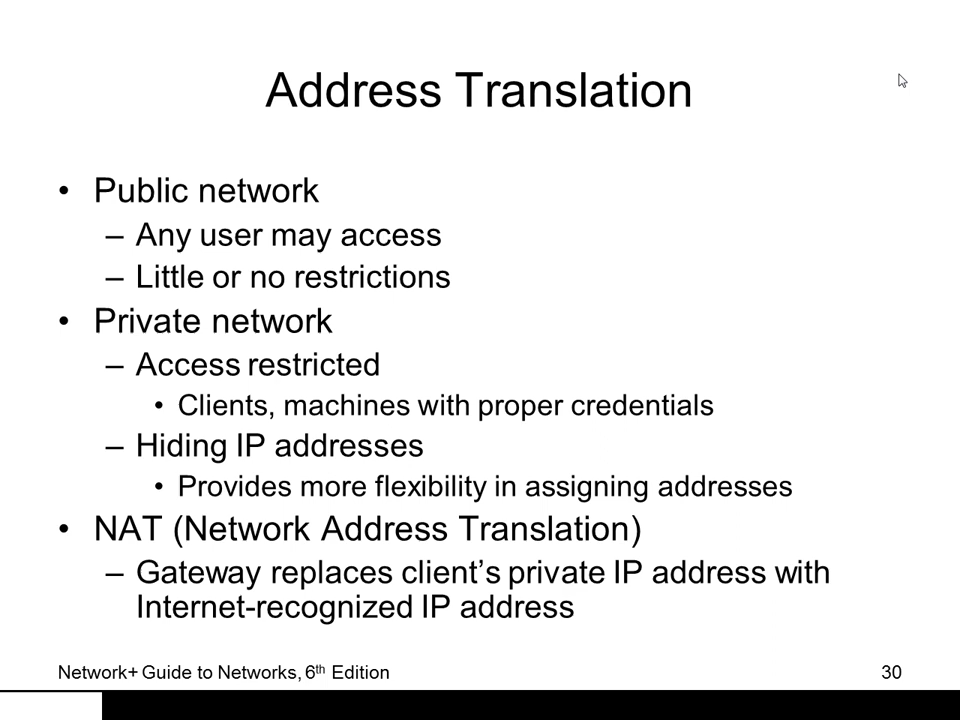 Address Translation
• Public network
– Any user may access
– Little or no restrictions
• Private network
– Access restricted
• Clients, machines with proper credentials
– Hiding IP addresses
• Provides more flexibility in assigning addresses
• NAT (Network Address Translation)
– Gateway replaces client’s private IP address with
Internet-recognized IP address
Network+ Guide to Networks, 6th Edition 30